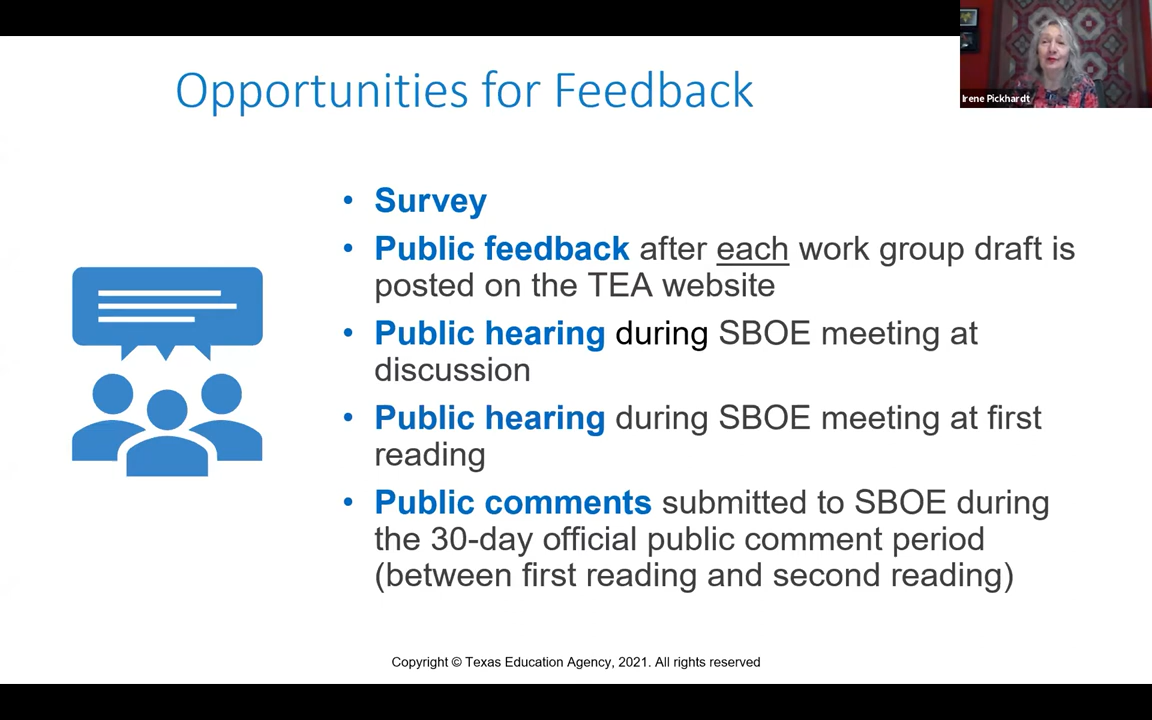 Opportunities for Feedback
Irene Pickhardt
• Survey
• Public feedback after each work group draft is
posted on the TEA website
• Public hearing during SBOE meeting at
discussion
• Public hearing during SBOE meeting at first
reading
• Public comments submitted to SBOE during
the 30-day official public comment period
(between first reading and second reading)
Copyright © Texas Education Agency, 2021. All rights reserved